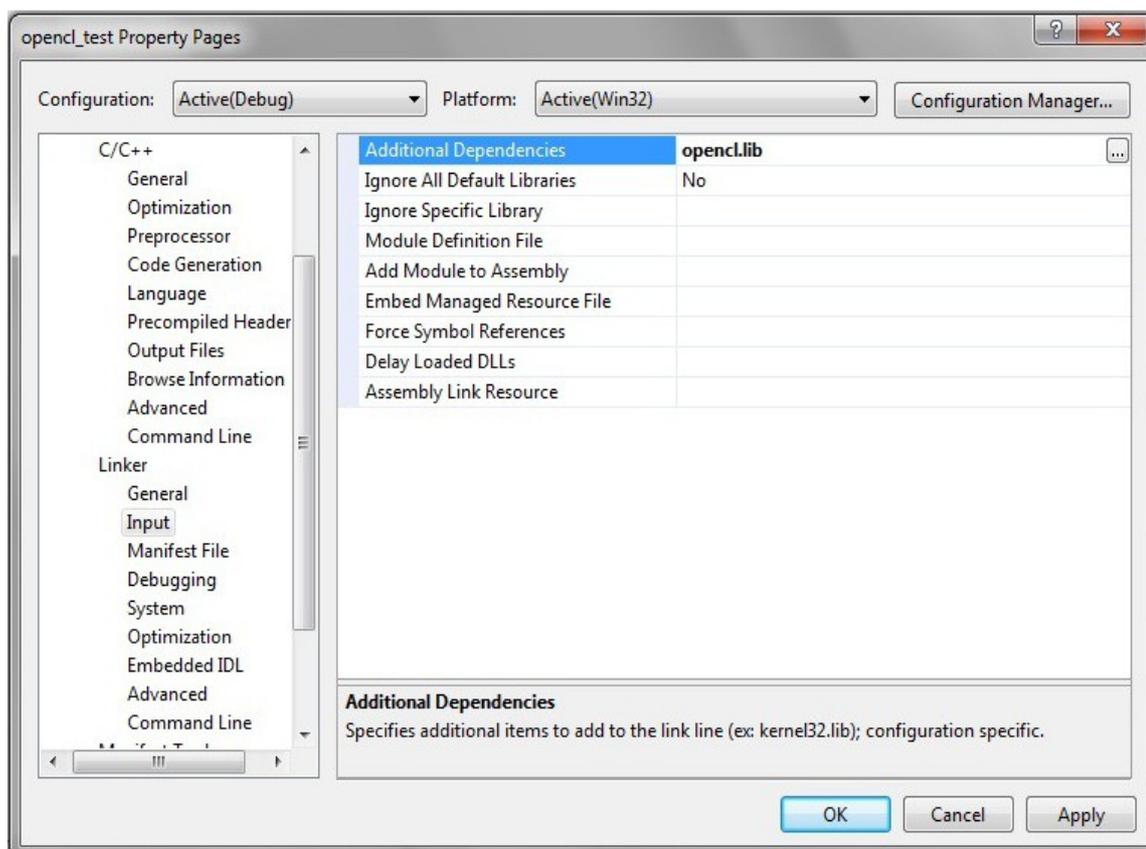 opencl_test Property Pages
Configuration: Active(Debug) Platform: Active(Win32) Configuration Manager...
C/C++
General
Optimization
Preprocessor
Code Generation
Language
Precompiled Header
Output Files
Browse Information
Advanced
Command Line
Linker
General
Input
Manifest File
Debugging
System
Optimization
Embedded IDL
Advanced
Command Line
Additional Dependencies opencl.lib ...
Ignore All Default Libraries No
Ignore Specific Library
Module Definition File
Add Module to Assembly
Embed Managed Resource File
Force Symbol References
Delay Loaded DLLs
Assembly Link Resource
Additional Dependencies
Specifies additional items to add to the link line (ex: kernel32.lib); configuration specific.
OK Cancel Apply